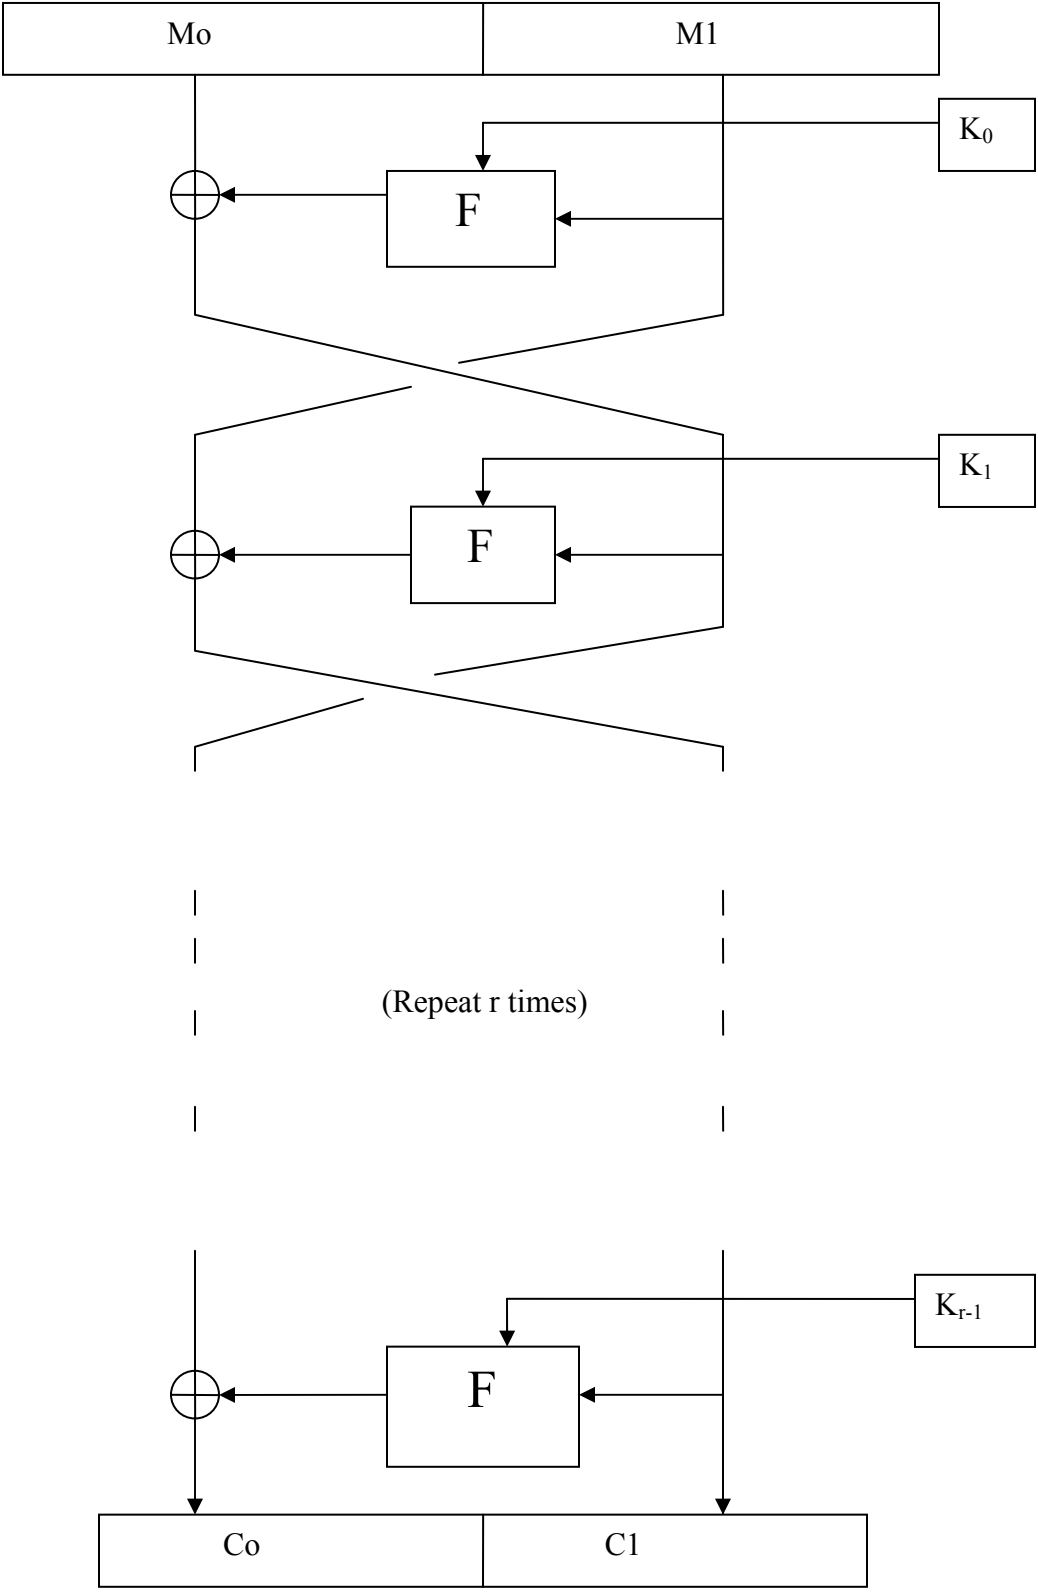 Mo M1
K₀
F
K₁
F
(Repeat r times)
Kᵣ₋₁
F
Co C1